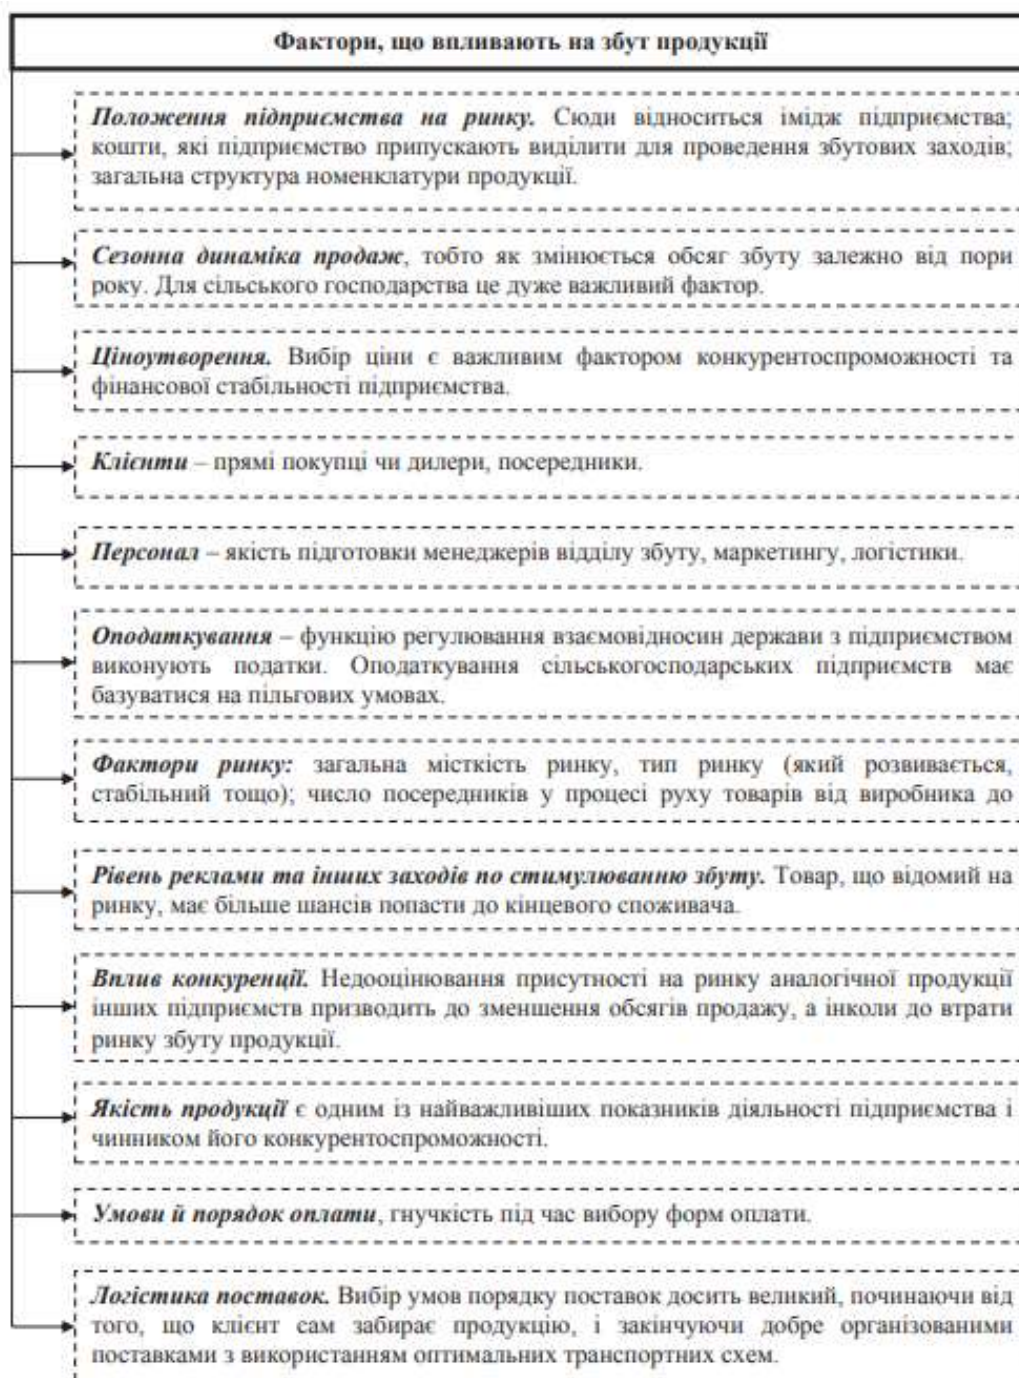 Фактори, що впливають на збут продукції
Положення підприємства на ринку. Сюди відноситься імідж підприємства;
кошти, які підприємство припускають виділити для проведення збутових заходів;
загальна структура номенклатури продукції.
Сезонна динаміка продаж, тобто як змінюється обсяг збуту залежно від пори
року. Для сільського господарства це дуже важливий фактор.
Ціноутворення. Вибір ціни є важливим фактором конкурентоспроможності та
фінансової стабільності підприємства.
Клієнти – прямі покупці чи дилери, посередники.
Персонал – якість підготовки менеджерів відділу збуту, маркетингу, логістики.
Оподаткування – функцію регулювання взаємовідносин держави з підприємством
виконують податки. Оподаткування сільськогосподарських підприємств має
базуватися на пільгових умовах.
Фактори ринку: загальна місткість ринку, тип ринку (який розвивається,
стабільний тощо); число посередників у процесі руху товарів від виробника до
Рівень реклами та інших заходів по стимулюванню збуту. Товар, що відомий на
ринку, має більше шансів попасти до кінцевого споживача.
Вплив конкуренції. Недооцінювання присутності на ринку аналогічної продукції
інших підприємств призводить до зменшення обсягів продажу, а інколи до втрати
ринку збуту продукції.
Якість продукції є одним із найважливіших показників діяльності підприємства і
чинником його конкурентоспроможності.
Умови й порядок оплати, гнучкість під час вибору форм оплати.
Логістика поставок. Вибір умов порядку поставок досить великий, починаючи від
того, що клієнт сам забирає продукцію, і закінчуючи добре організованими
поставками з використанням оптимальних транспортних схем.